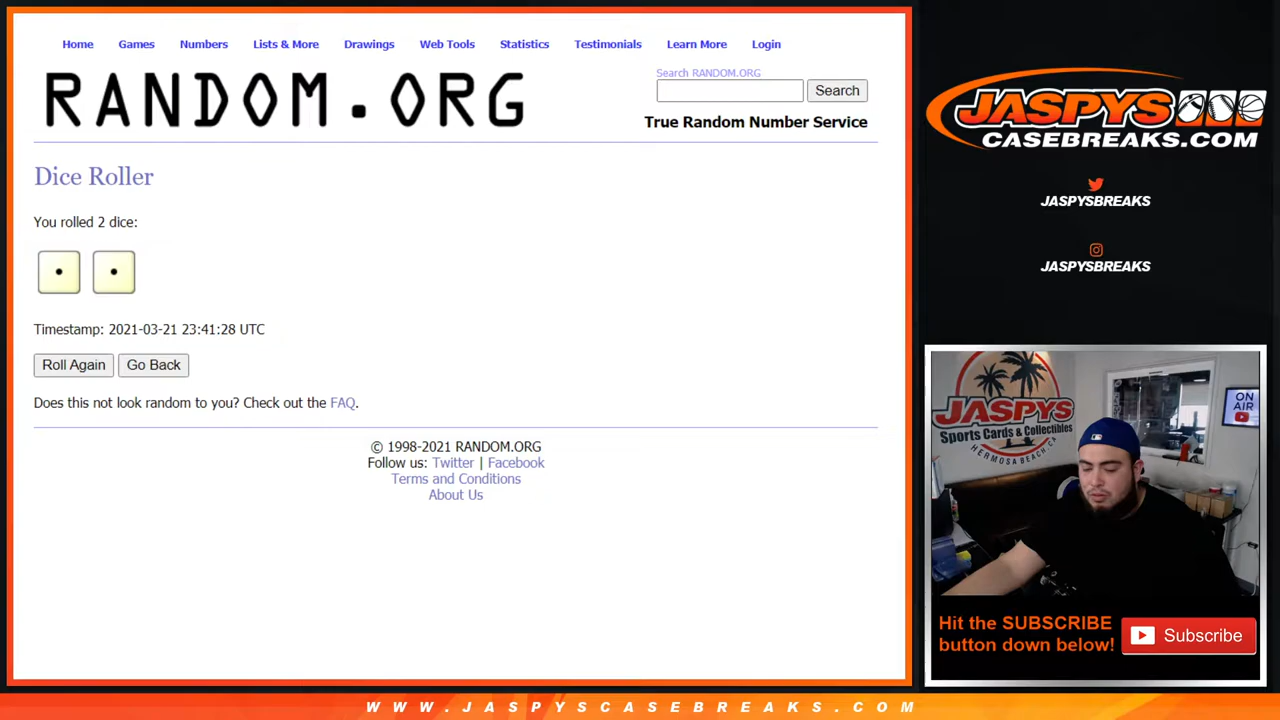 Home Games Numbers Lists & More Drawings Web Tools Statistics Testimonials Learn More Login
RANDOM.ORG
Search RANDOM.ORG
Search
True Random Number Service
Dice Roller
You rolled 2 dice:
Timestamp: 2021-03-21 23:41:28 UTC
Roll Again Go Back
Does this not look random to you? Check out the FAQ.
© 1998-2021 RANDOM.ORG
Follow us: Twitter | Facebook
Terms and Conditions
About Us
JASPYS
CASEBREAKS.COM
JASPYSBREAKS
JASPYSBREAKS
JASPYS
Sports Cards & Collectibles
HERMOSA BEACH, CA
ON
AIR
Hit the SUBSCRIBE
button down below!
Subscribe
WWW.JASPYSCASEBREAKS.COM